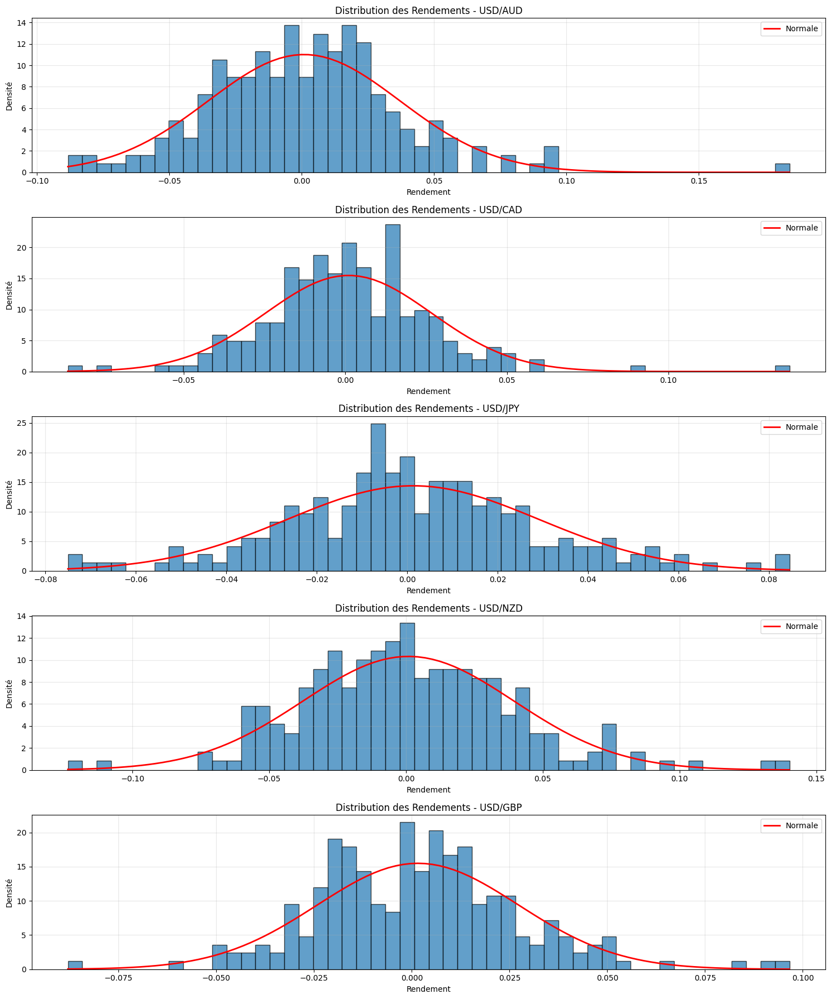 Distribution des Rendements - USD/AUD
Normale
14
12
10
8
6
4
2
0
Densité
−0.10 −0.05 0.00 0.05 0.10 0.15
Rendement
Distribution des Rendements - USD/CAD
Normale
20
15
10
5
0
Densité
−0.05 0.00 0.05 0.10
Rendement
Distribution des Rendements - USD/JPY
Normale
25
20
15
10
5
0
Densité
−0.08 −0.06 −0.04 −0.02 0.00 0.02 0.04 0.06 0.08
Rendement
Distribution des Rendements - USD/NZD
Normale
14
12
10
8
6
4
2
0
Densité
−0.10 −0.05 0.00 0.05 0.10 0.15
Rendement
Distribution des Rendements - USD/GBP
Normale
20
15
10
5
0
Densité
−0.075 −0.050 −0.025 0.000 0.025 0.050 0.075 0.100
Rendement